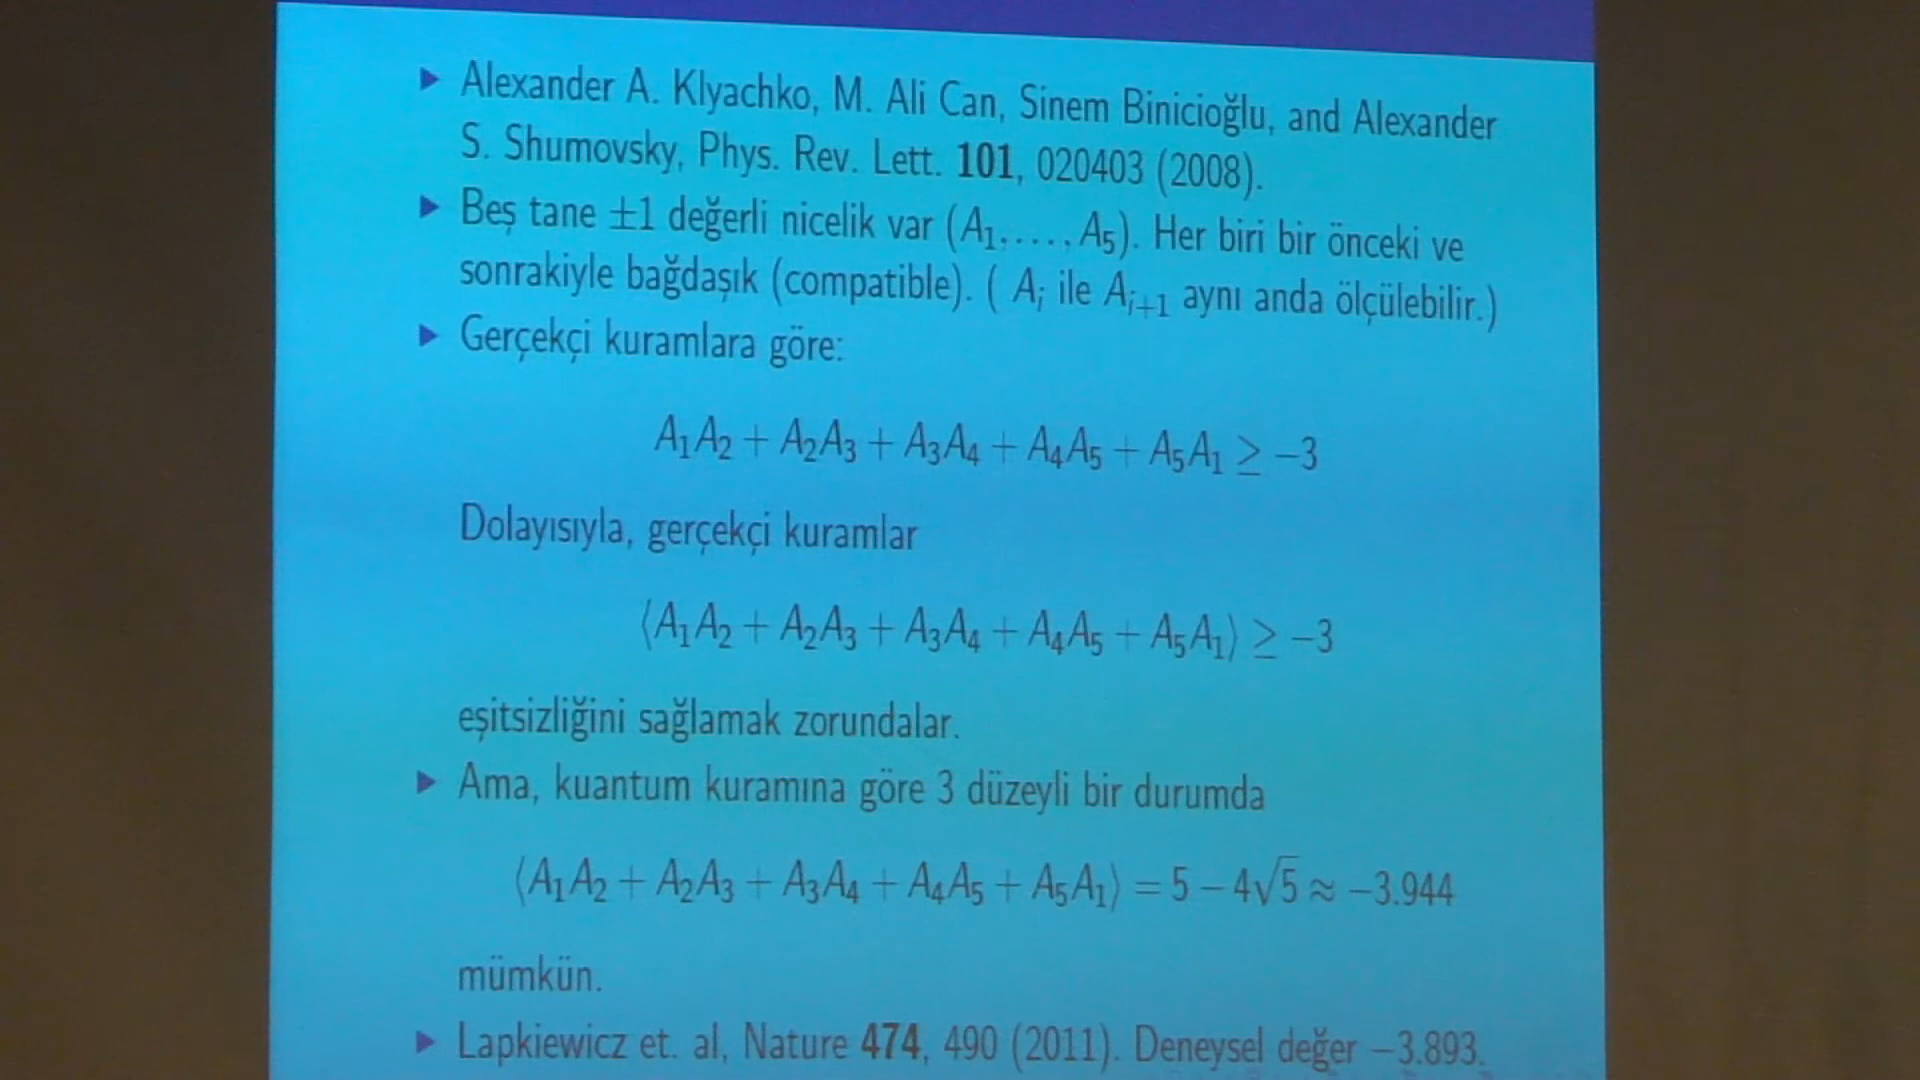 ▶ Alexander A. Klyachko, M. Ali Can, Sinem Binicioğlu, and Alexander
S. Shumovsky, Phys. Rev. Lett. 101, 020403 (2008).
▶ Beş tane ±1 değerli nicelik var (A₁,...,A₅). Her biri bir önceki ve
sonrakiyle bağdaşık (compatible). ( Aᵢ ile Aᵢ₊₁ aynı anda ölçülebilir.)
▶ Gerçekçi kuramlara göre:
A₁A₂ + A₂A₃ + A₃A₄ + A₄A₅ + A₅A₁ ≥ −3
Dolayısıyla, gerçekçi kuramlar
⟨A₁A₂ + A₂A₃ + A₃A₄ + A₄A₅ + A₅A₁⟩ ≥ −3
eşitsizliğini sağlamak zorundalar.
▶ Ama, kuantum kuramına göre 3 düzeyli bir durumda
⟨A₁A₂ + A₂A₃ + A₃A₄ + A₄A₅ + A₅A₁⟩ = 5 − 4√5 ≈ −3.944
mümkün.
▶ Lapkiewicz et. al, Nature 474, 490 (2011). Deneysel değer −3.893.